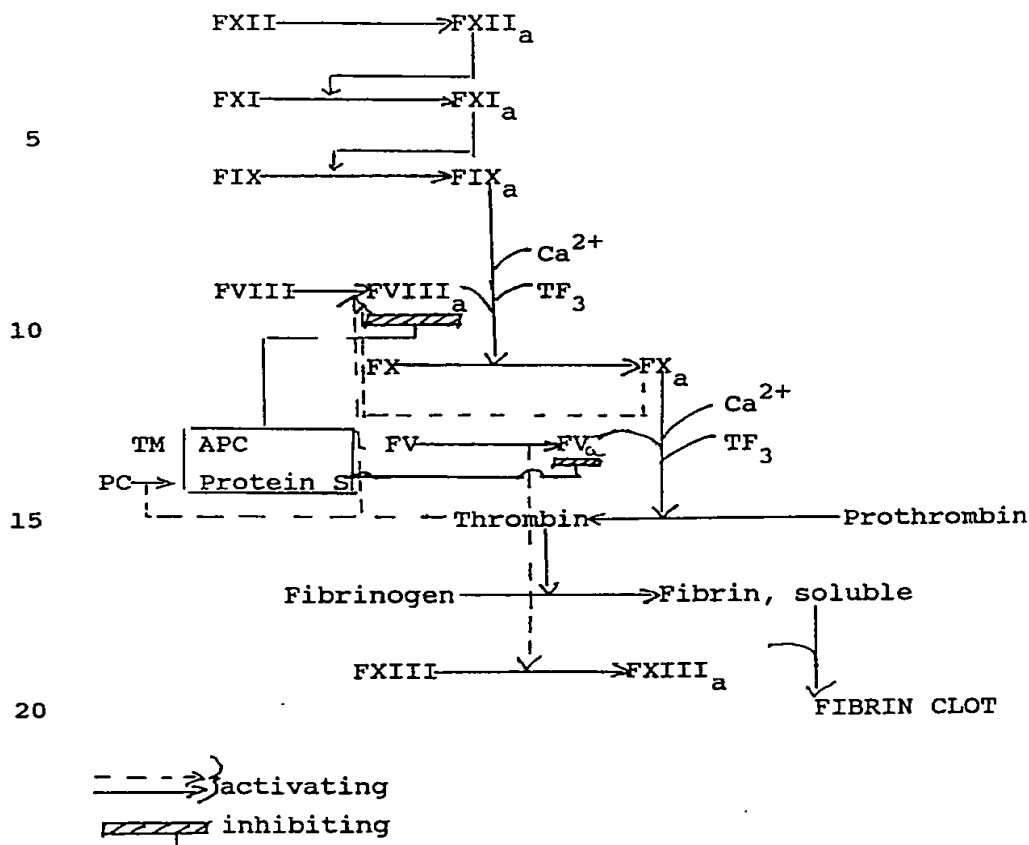 FXII FXIIₐ
FXI FXIₐ
5
FIX FIXₐ
Ca²⁺
FVIII FVIIIₐ TF₃
10
FX FXₐ
Ca²⁺
TM APC FV FVₐ TF₃
PC Protein S
15 Thrombin Prothrombin
Fibrinogen Fibrin, soluble
FXIII FXIIIₐ
20 FIBRIN CLOT
activating
inhibiting